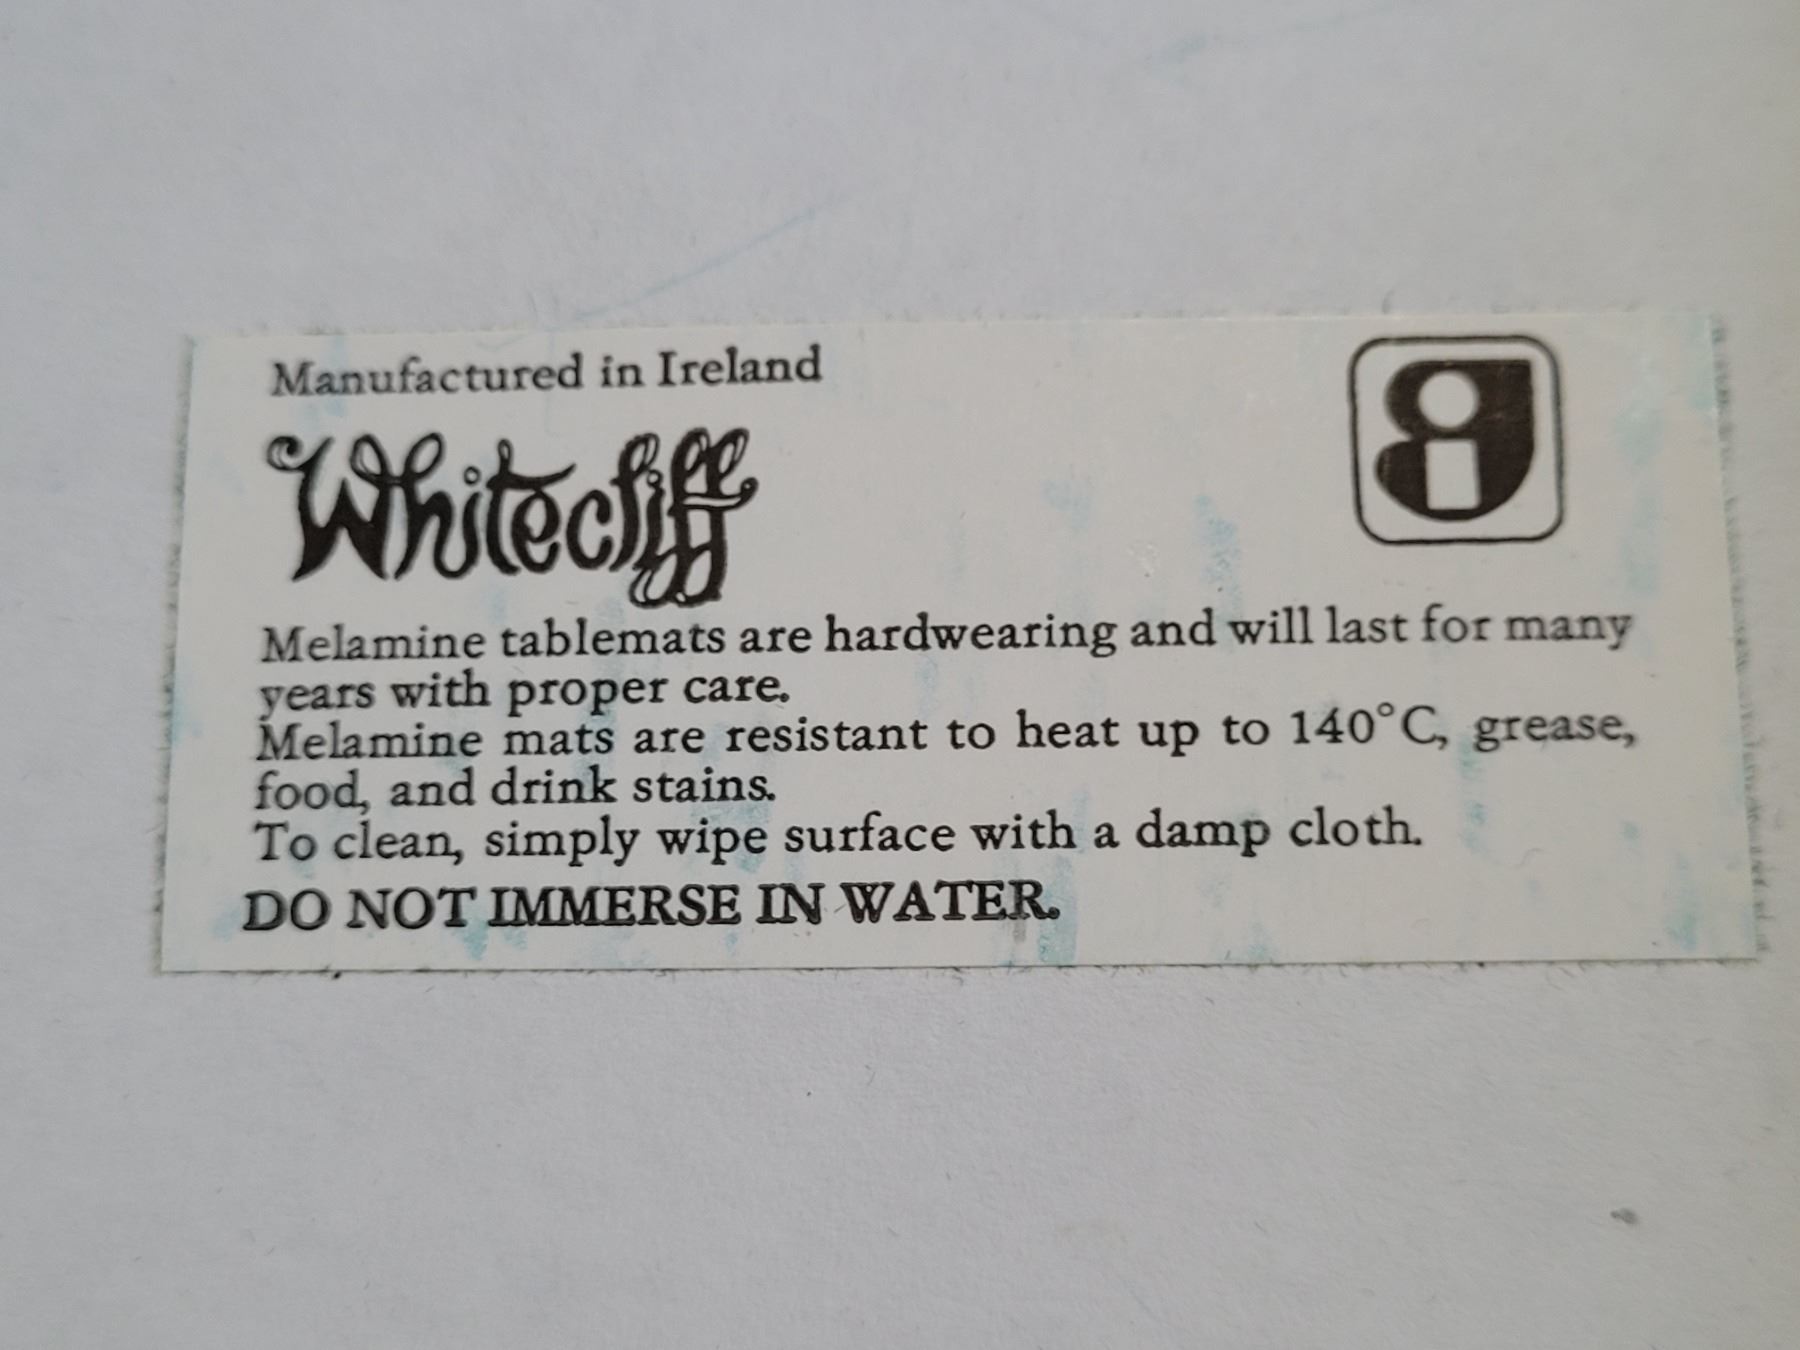 Manufactured in Ireland
Whitecliff
Melamine tablemats are hardwearing and will last for many
years with proper care.
Melamine mats are resistant to heat up to 140°C, grease,
food, and drink stains.
To clean, simply wipe surface with a damp cloth.
DO NOT IMMERSE IN WATER.